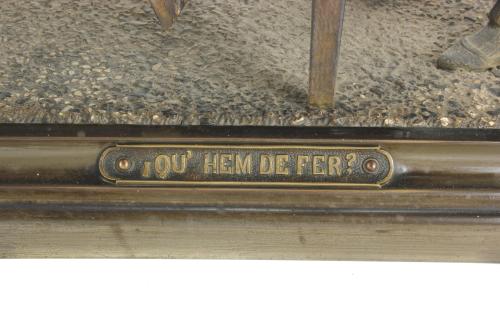 ¡QU' HEM DE FER?